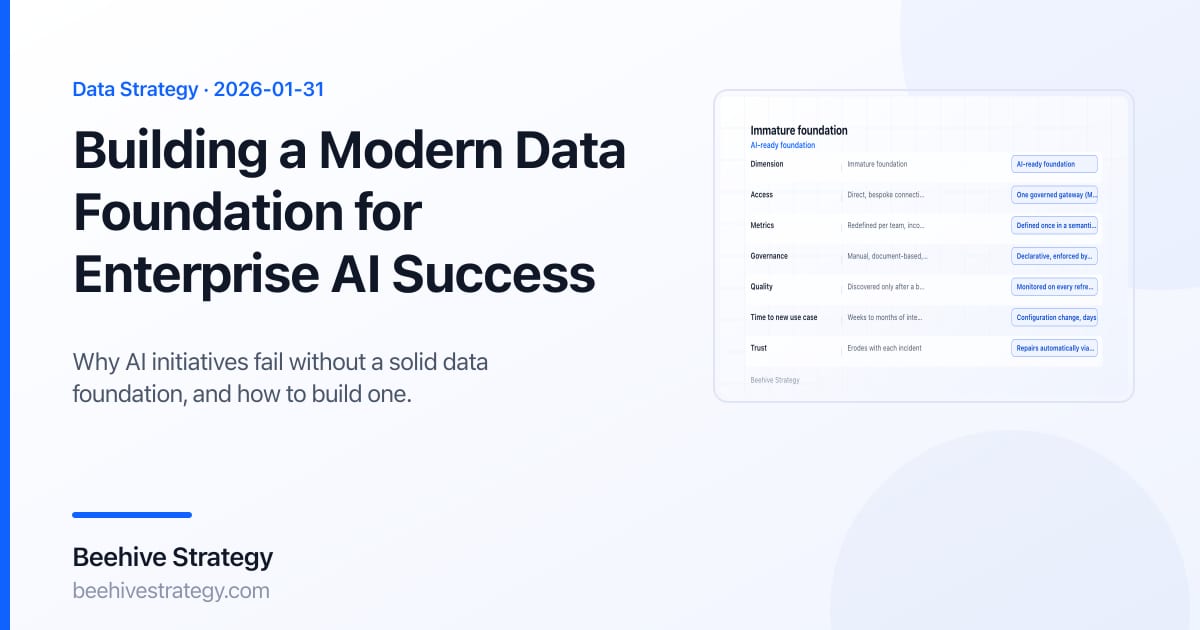 Data Strategy · 2026-01-31
Building a Modern Data
Foundation for
Enterprise AI Success
Why AI initiatives fail without a solid data
foundation, and how to build one.
Beehive Strategy
beehivestrategy.com
Immature foundation
AI-ready foundation
Dimension Immature foundation AI-ready foundation
Access Direct, bespoke connecti... One governed gateway (M...
Metrics Redefined per team, inco... Defined once in a semanti...
Governance Manual, document-based,... Declarative, enforced by...
Quality Discovered only after a b... Monitored on every refre...
Time to new use case Weeks to months of inte... Configuration change, days
Trust Erodes with each incident Repairs automatically via...
Beehive Strategy